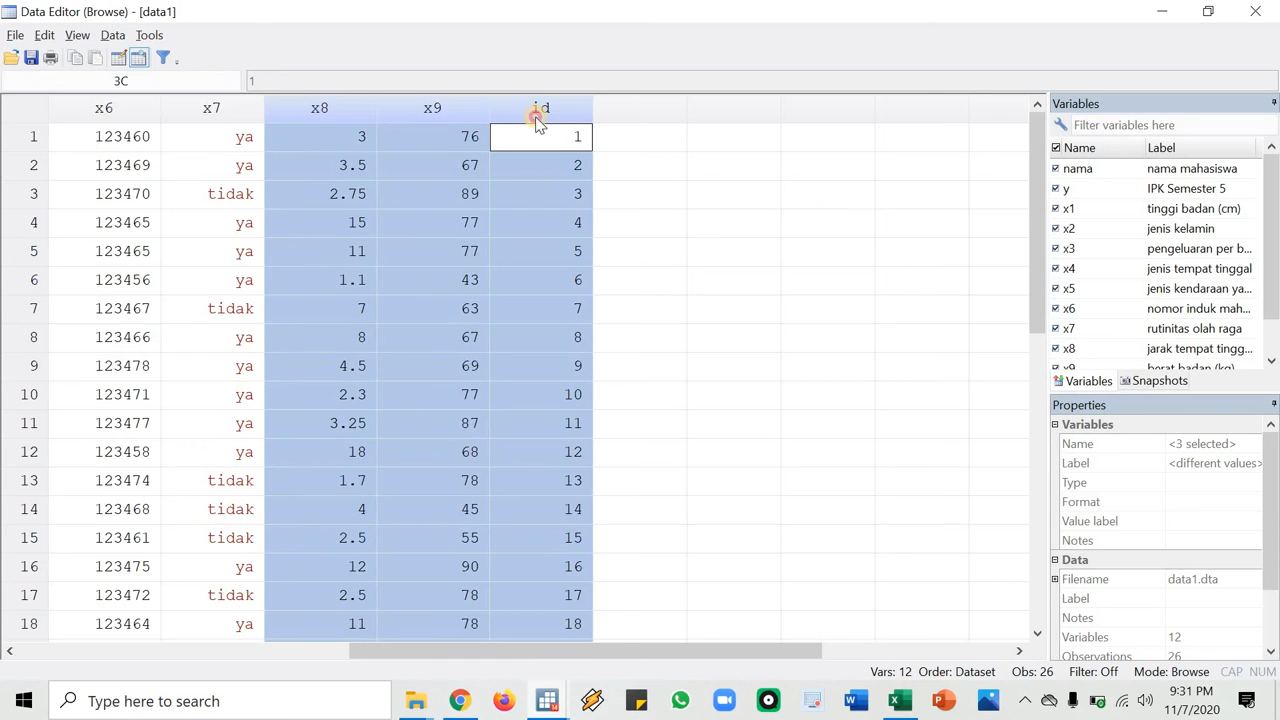 Data Editor (Browse) - [data1]
File Edit View Data Tools
3C 1
x6 x7 x8 x9 id
1 123460 ya 3 76 1
2 123469 ya 3.5 67 2
3 123470 tidak 2.75 89 3
4 123465 ya 15 77 4
5 123465 ya 11 77 5
6 123456 ya 1.1 43 6
7 123467 tidak 7 63 7
8 123466 ya 8 67 8
9 123478 ya 4.5 69 9
10 123471 ya 2.3 77 10
11 123477 ya 3.25 87 11
12 123458 ya 18 68 12
13 123474 tidak 1.7 78 13
14 123468 tidak 4 45 14
15 123461 tidak 2.5 55 15
16 123475 ya 12 90 16
17 123472 tidak 2.5 78 17
18 123464 ya 11 78 18
Variables
Filter variables here
Name Label
nama nama mahasiswa
y IPK Semester 5
x1 tinggi badan (cm)
x2 jenis kelamin
x3 pengeluaran per b...
x4 jenis tempat tinggal
x5 jenis kendaraan ya...
x6 nomor induk mah...
x7 rutinitas olah raga
x8 jarak tempat tingg...
x9 berat badan (kg)
Variables Snapshots
Properties
Variables
Name <3 selected>
Label <different values>
Type
Format
Value label
Notes
Data
Filename data1.dta
Label
Notes
Variables 12
Observations 26
Vars: 12 Order: Dataset Obs: 26 Filter: Off Mode: Browse CAP NUM
Type here to search
9:31 PM
11/7/2020